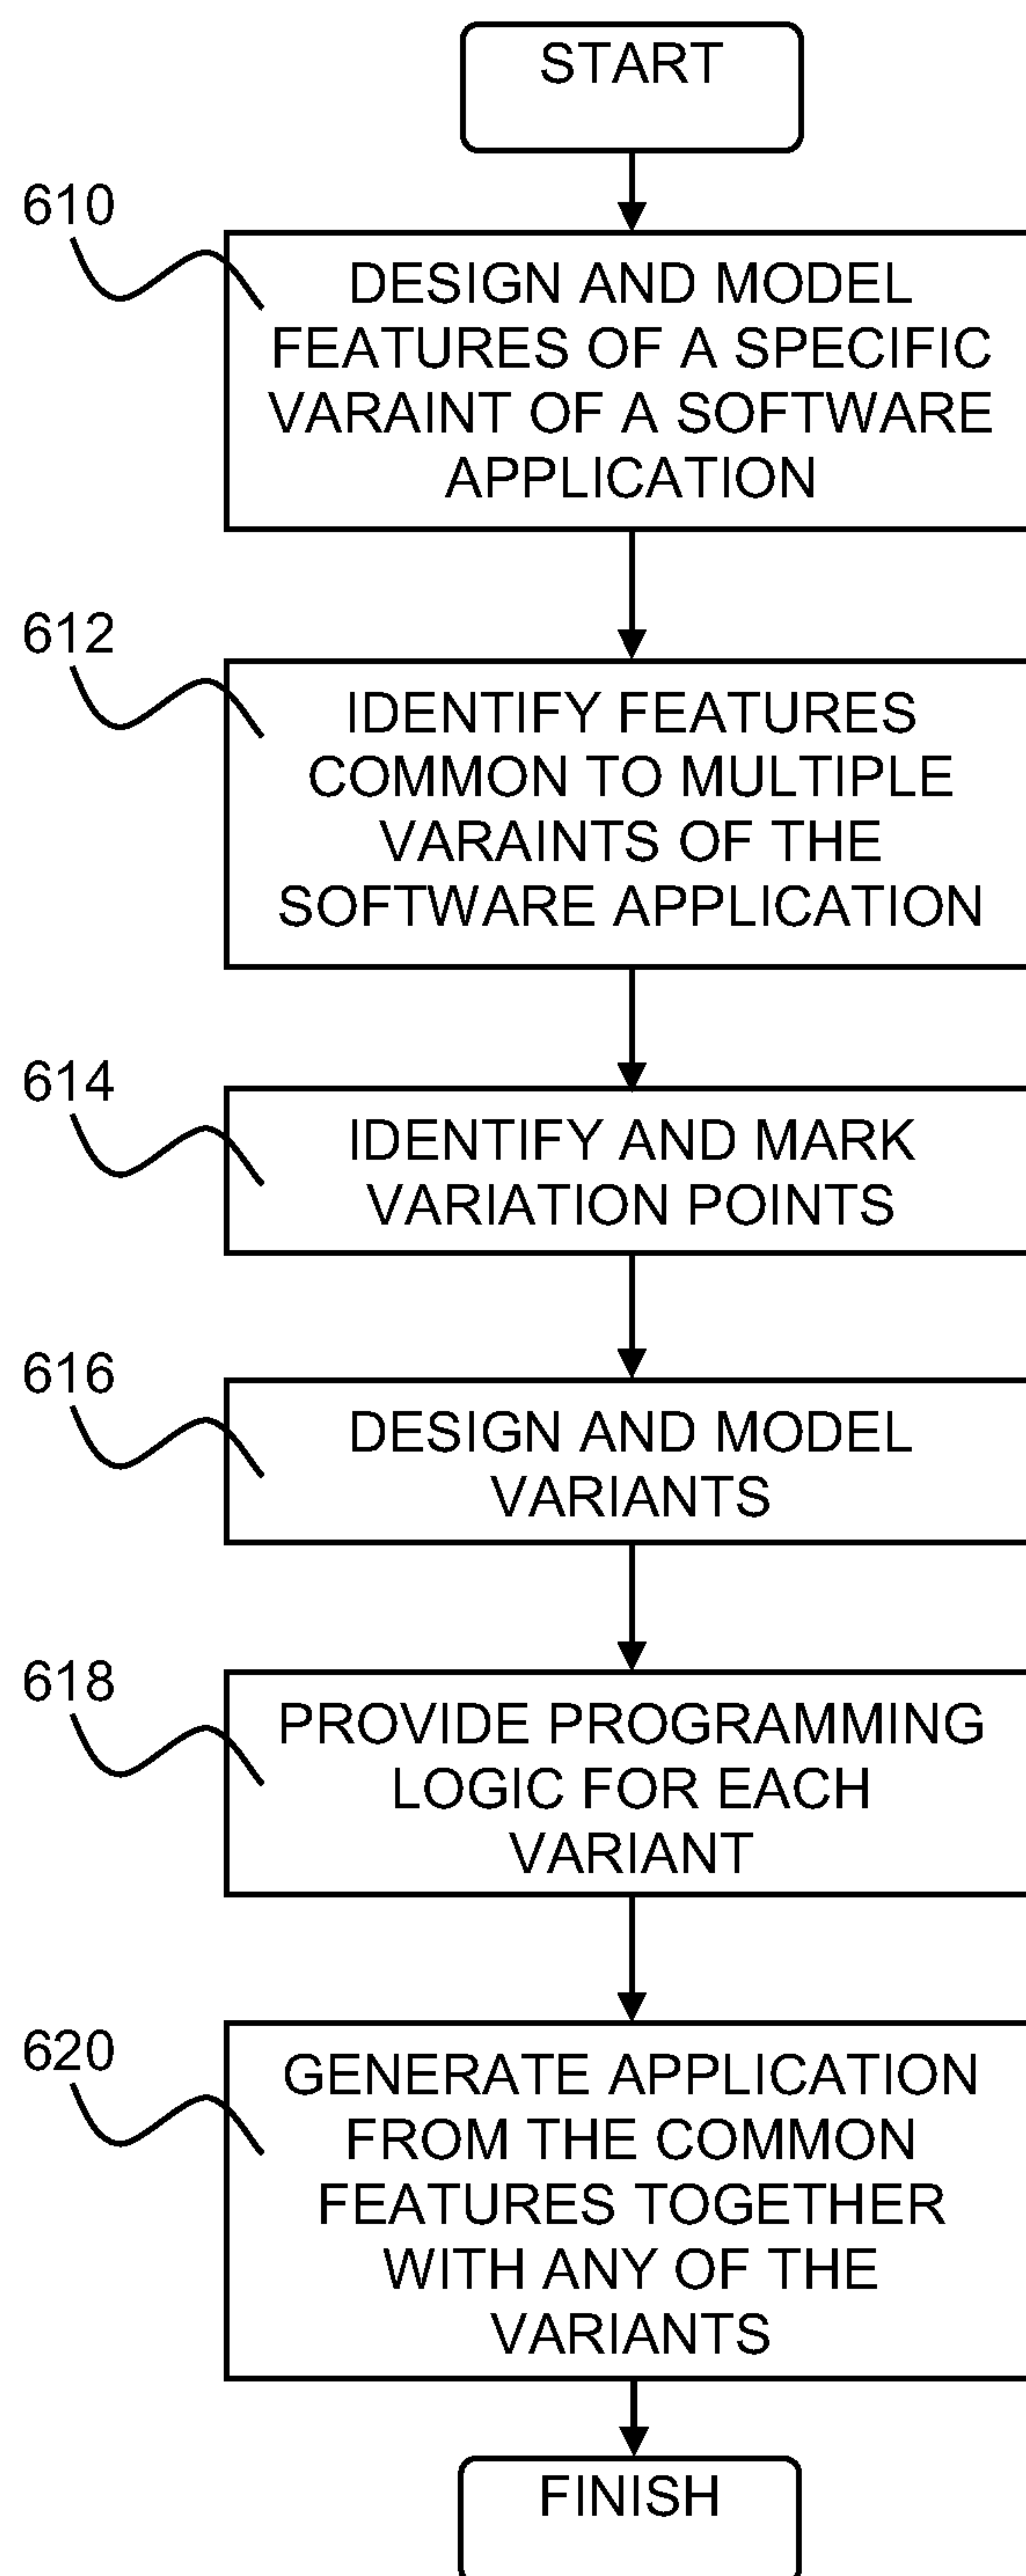 START
610
DESIGN AND MODEL
FEATURES OF A SPECIFIC
VARAINT OF A SOFTWARE
APPLICATION
612
IDENTIFY FEATURES
COMMON TO MULTIPLE
VARAINTS OF THE
SOFTWARE APPLICATION
614
IDENTIFY AND MARK
VARIATION POINTS
616
DESIGN AND MODEL
VARIANTS
618
PROVIDE PROGRAMMING
LOGIC FOR EACH
VARIANT
620
GENERATE APPLICATION
FROM THE COMMON
FEATURES TOGETHER
WITH ANY OF THE
VARIANTS
FINISH